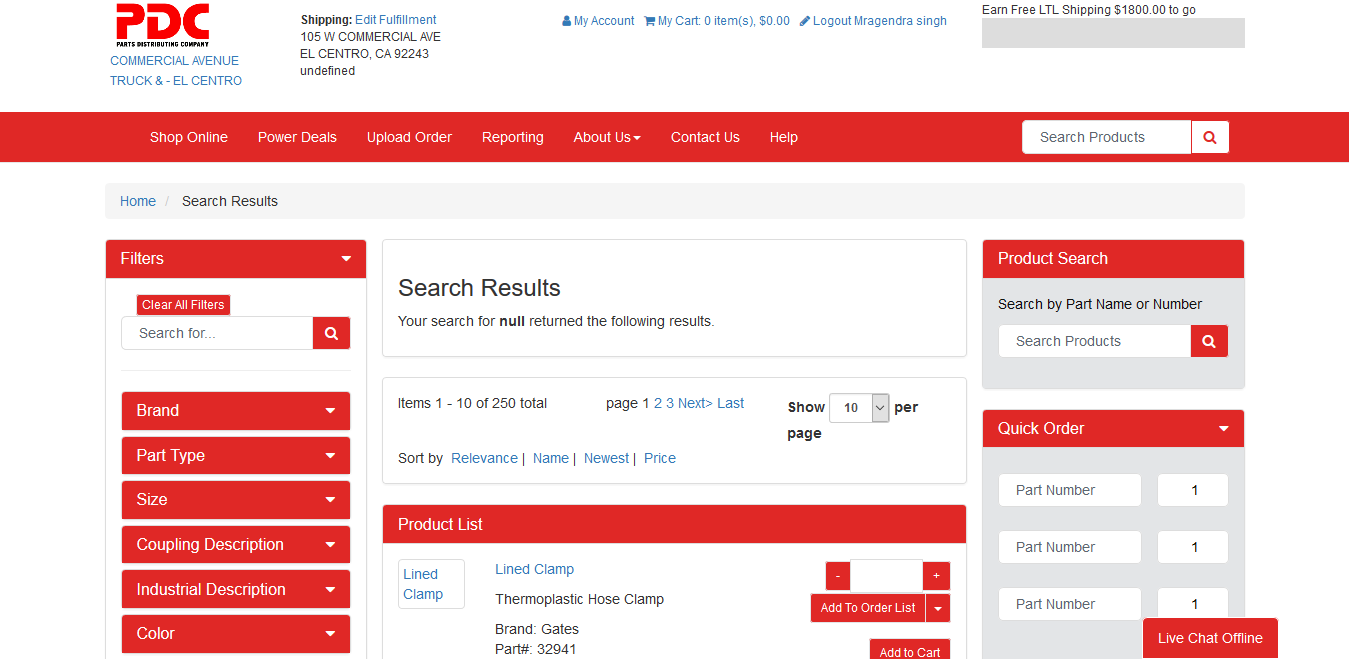 PDC
PARTS DISTRIBUTING COMPANY
COMMERCIAL AVENUE
TRUCK & - EL CENTRO
Shipping: Edit Fulfillment
105 W COMMERCIAL AVE
EL CENTRO, CA 92243
undefined
My Account My Cart: 0 item(s), $0.00 Logout Mragendra singh
Earn Free LTL Shipping $1800.00 to go
Shop Online Power Deals Upload Order Reporting About Us Contact Us Help
Search Products
Home / Search Results
Filters
Clear All Filters
Search for...
Brand
Part Type
Size
Coupling Description
Industrial Description
Color
Search Results
Your search for null returned the following results.
Items 1 - 10 of 250 total
page 1 2 3 Next> Last
Show 10 per
page
Sort by Relevance | Name | Newest | Price
Product List
Lined
Clamp
Lined Clamp
Thermoplastic Hose Clamp
Brand: Gates
Part#: 32941
- +
Add To Order List
Add to Cart
Product Search
Search by Part Name or Number
Search Products
Quick Order
Part Number 1
Part Number 1
Part Number 1
Live Chat Offline